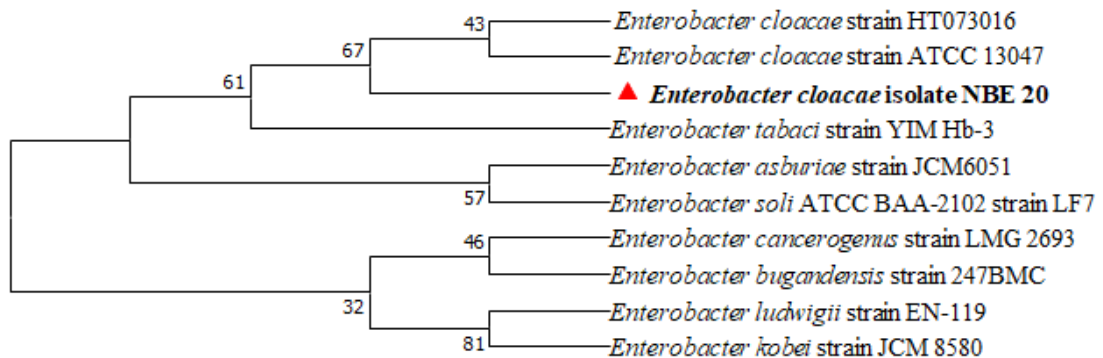 43
Enterobacter cloacae strain HT073016
Enterobacter cloacae strain ATCC 13047
67
61
Enterobacter cloacae isolate NBE 20
Enterobacter tabaci strain YIM Hb-3
Enterobacter asburiae strain JCM6051
57
Enterobacter soli ATCC BAA-2102 strain LF7
46
Enterobacter cancerogenus strain LMG 2693
Enterobacter bugandensis strain 247BMC
32
Enterobacter ludwigii strain EN-119
81
Enterobacter kobei strain JCM 8580